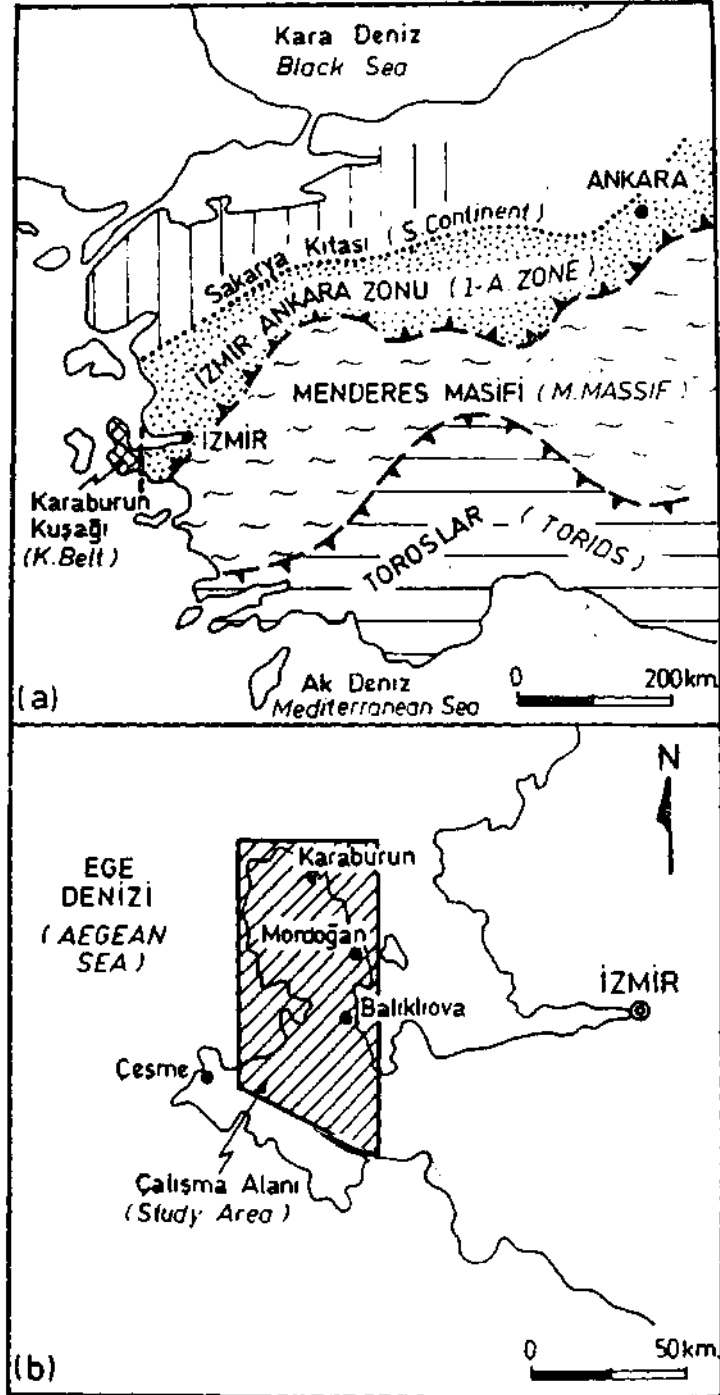 Kara Deniz
Black Sea
ANKARA
Sakarya Kıtası (S.Continent)
İZMİR-ANKARA ZONU (I-A. ZONE)
MENDERES MASİFİ (M.MASSIF)
İZMİR
Karaburun
Kuşağı
(K.Belt)
TOROSLAR (TORIDS)
Ak Deniz
Mediterranean Sea
0 200km.
(a)
N
EGE
DENİZİ
(AEGEAN
SEA)
Karaburun
Mordoğan
İZMİR
Balıklıova
Çeşme
Çalışma Alanı
(Study Area)
0 50km.
(b)